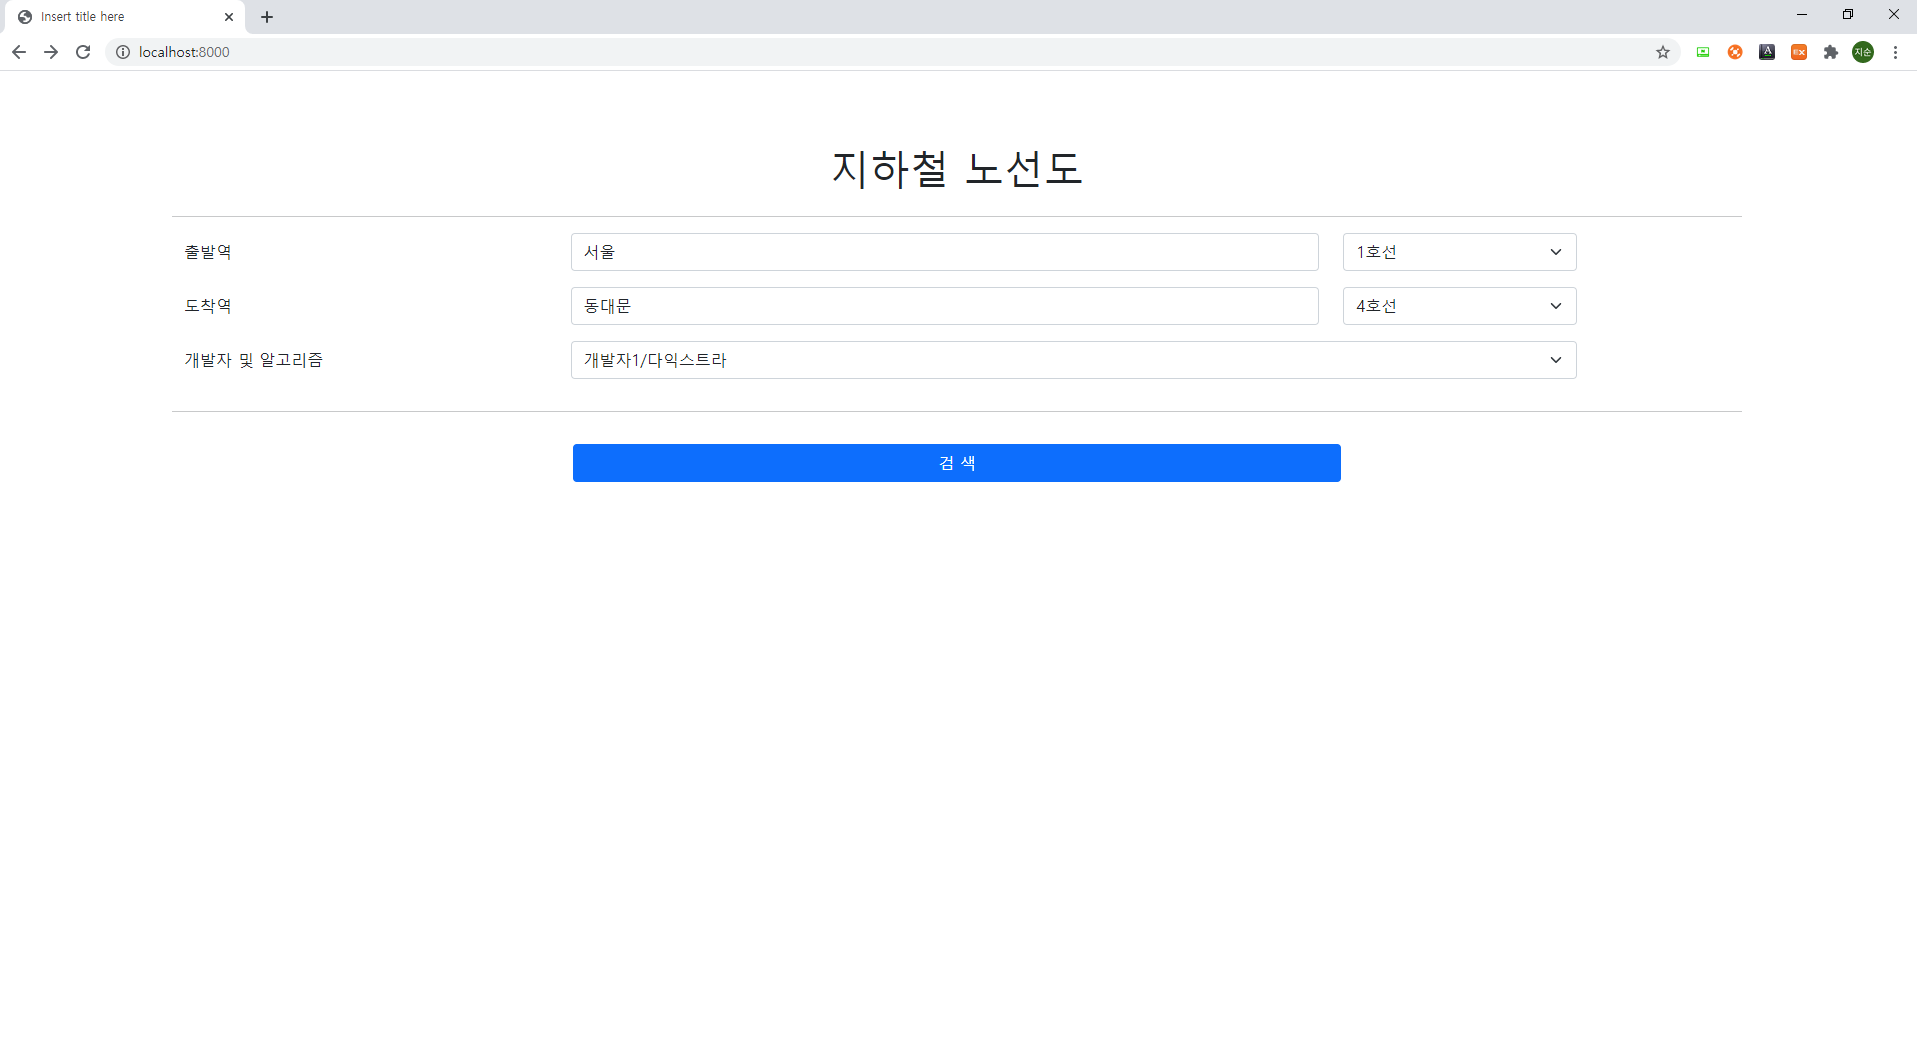 Insert title here
localhost:8000
지순
지하철 노선도
출발역 서울 1호선
도착역 동대문 4호선
개발자 및 알고리즘 개발자1/다익스트라
검 색